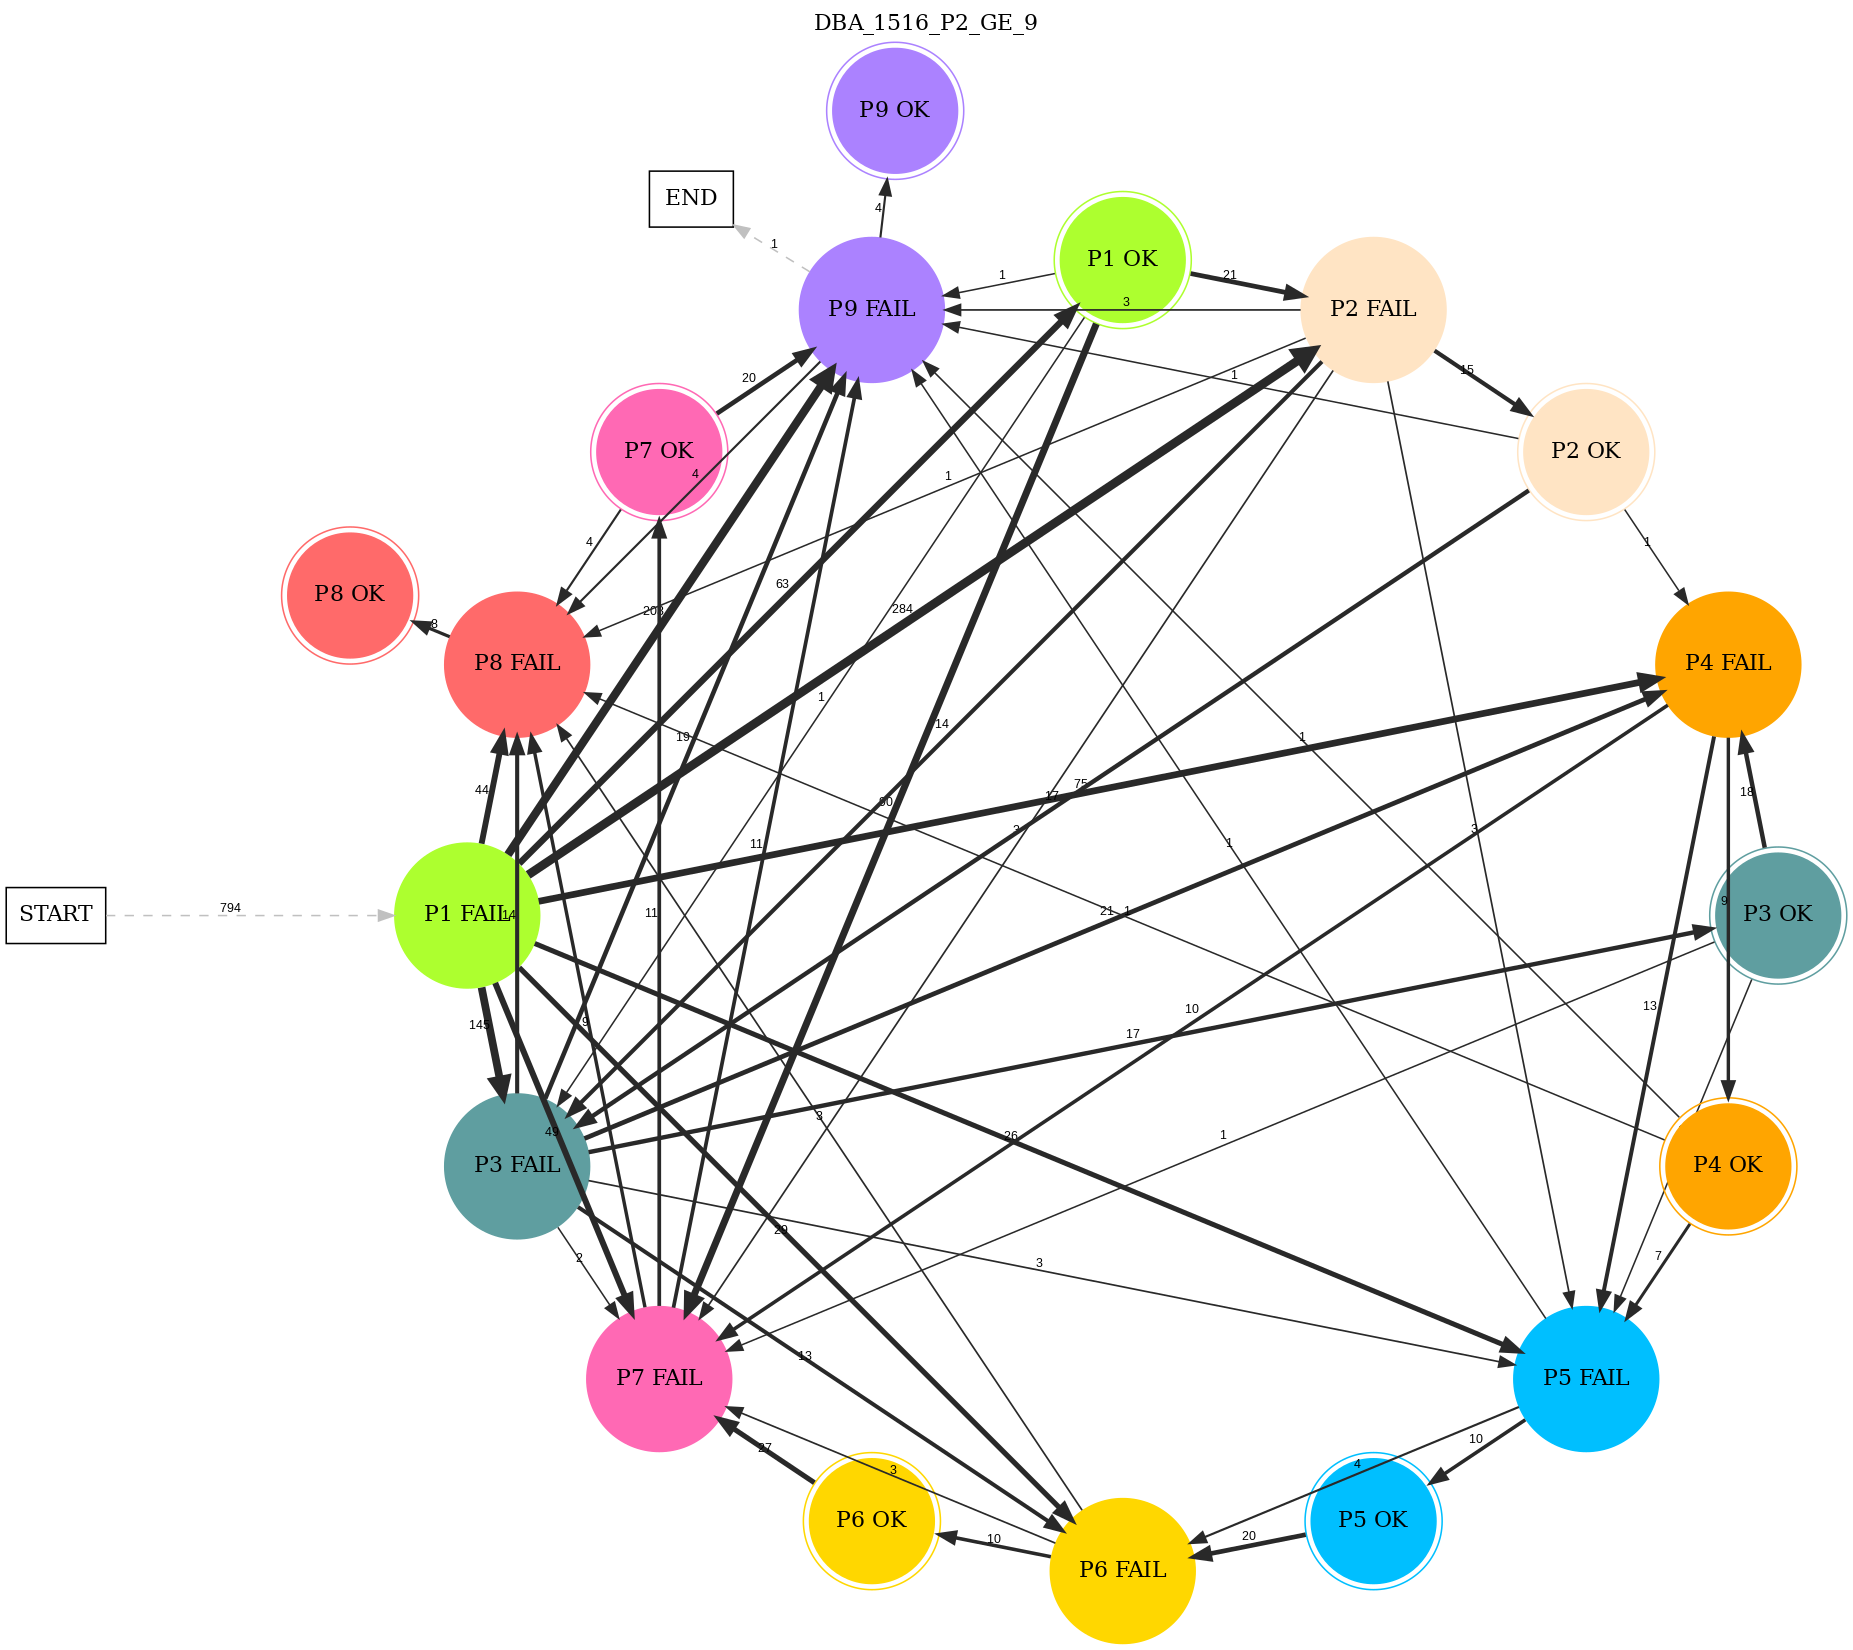 DBA_1516_P2_GE_9
P9 OK
END
4
1
P9 FAIL
1
P1 OK
21
P2 FAIL
3
20
1
15
P7 OK
4
1
P2 OK
4
1
P8 OK
8
203
63
284
P8 FAIL
P4 FAIL
1
19
14
1
44
90
17
75
18
3
3
11
1
START
794
P1 FAIL
14
11
21
1
9
P3 OK
145
9
17
10
13
49
3
26
1
P3 FAIL
P4 OK
29
2
3
7
13
P7 FAIL
P5 FAIL
27
3
4
10
P6 OK
10
20
P5 OK
P6 FAIL